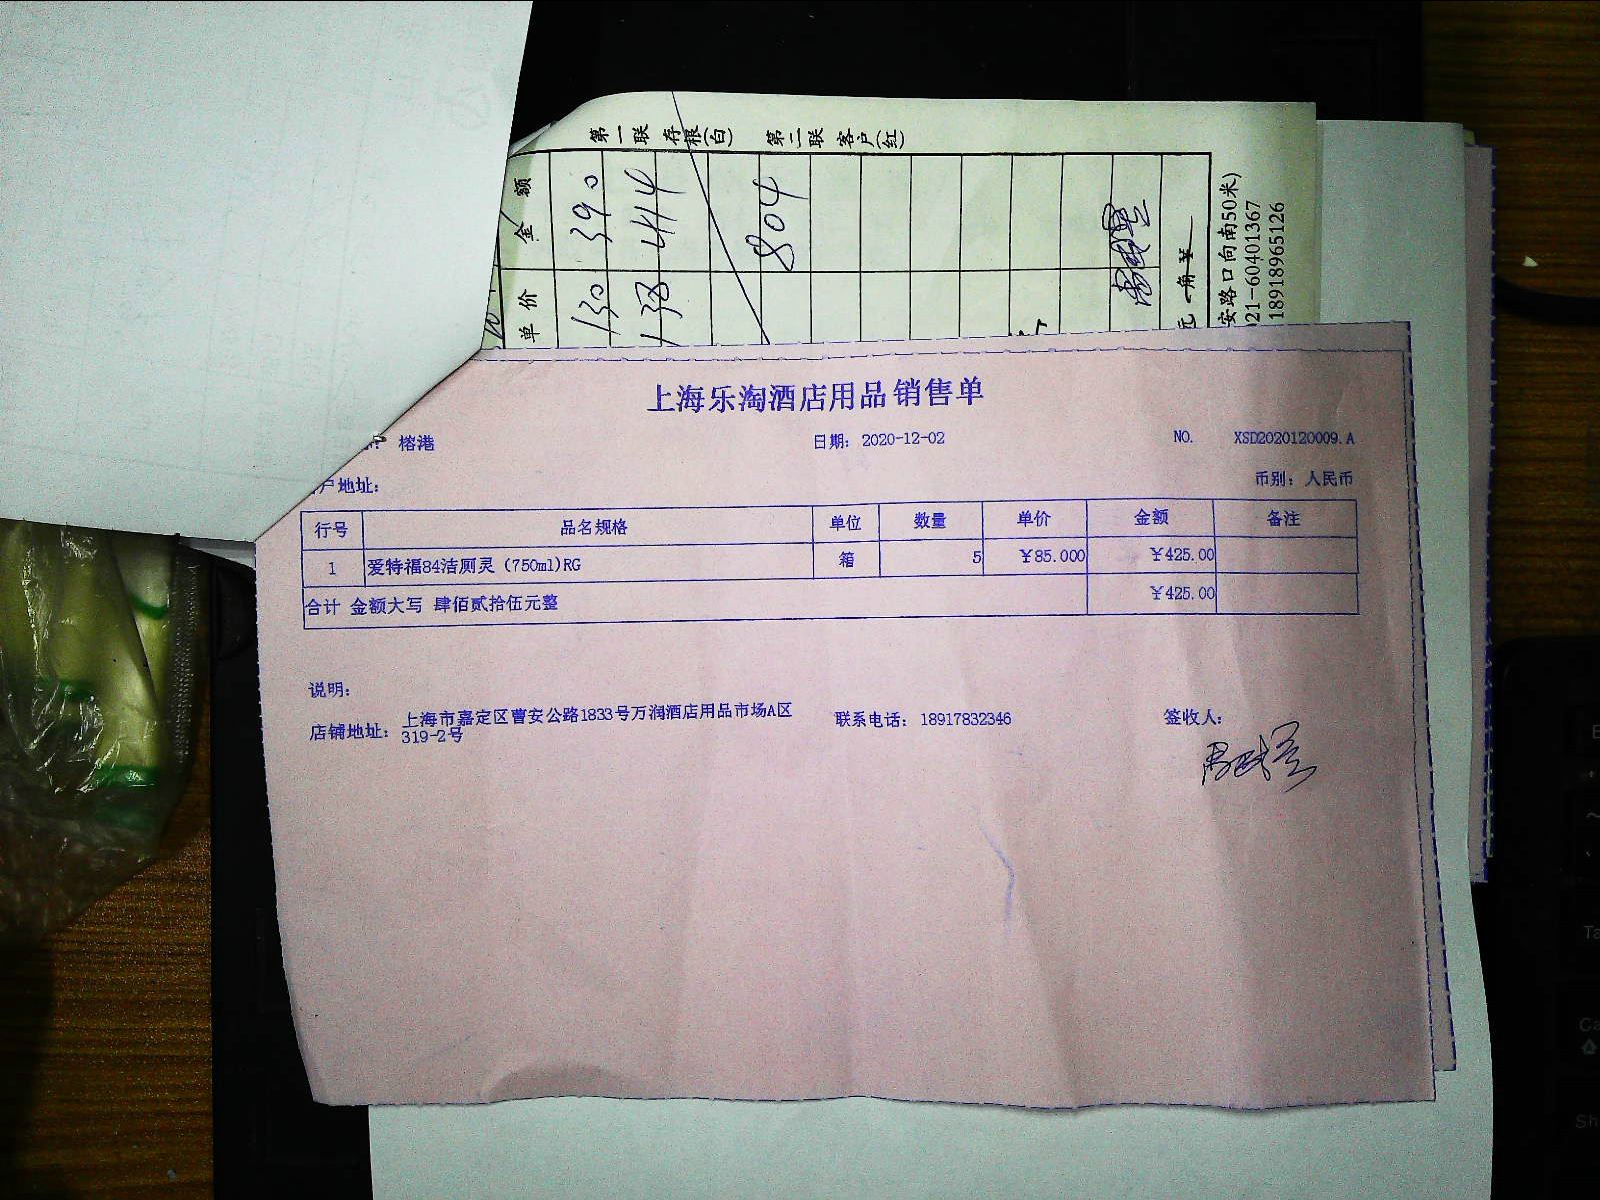 第一联 存根(白) 第二联 客户(红)
金额
390
444
804
单价
130
138
元 角
安路口向南50米)
021-60401367
18918965126
上海乐淘酒店用品销售单
榕港 日期: 2020-12-02 NO. XSD2020120009.A
户地址: 币别: 人民币
行号 品名规格 单位 数量 单价 金额 备注
1 爱特福84洁厕灵 (750ml)RG 箱 5 ¥85.000 ¥425.00
合计 金额大写 肆佰贰拾伍元整 ¥425.00
说明:
店铺地址: 上海市嘉定区曹安公路1833号万润酒店用品市场A区
319-2号
联系电话: 18917832346 签收人: